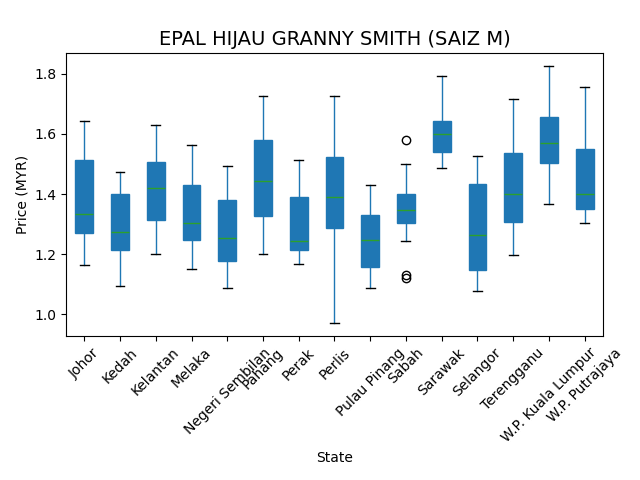 EPAL HIJAU GRANNY SMITH (SAIZ M)
Price (MYR)
1.8
1.6
1.4
1.2
1.0
Johor
Kedah
Kelantan
Melaka
Negeri Sembilan
Pahang
Perak
Perlis
Pulau Pinang
Sabah
Sarawak
Selangor
Terengganu
W.P. Kuala Lumpur
W.P. Putrajaya
State